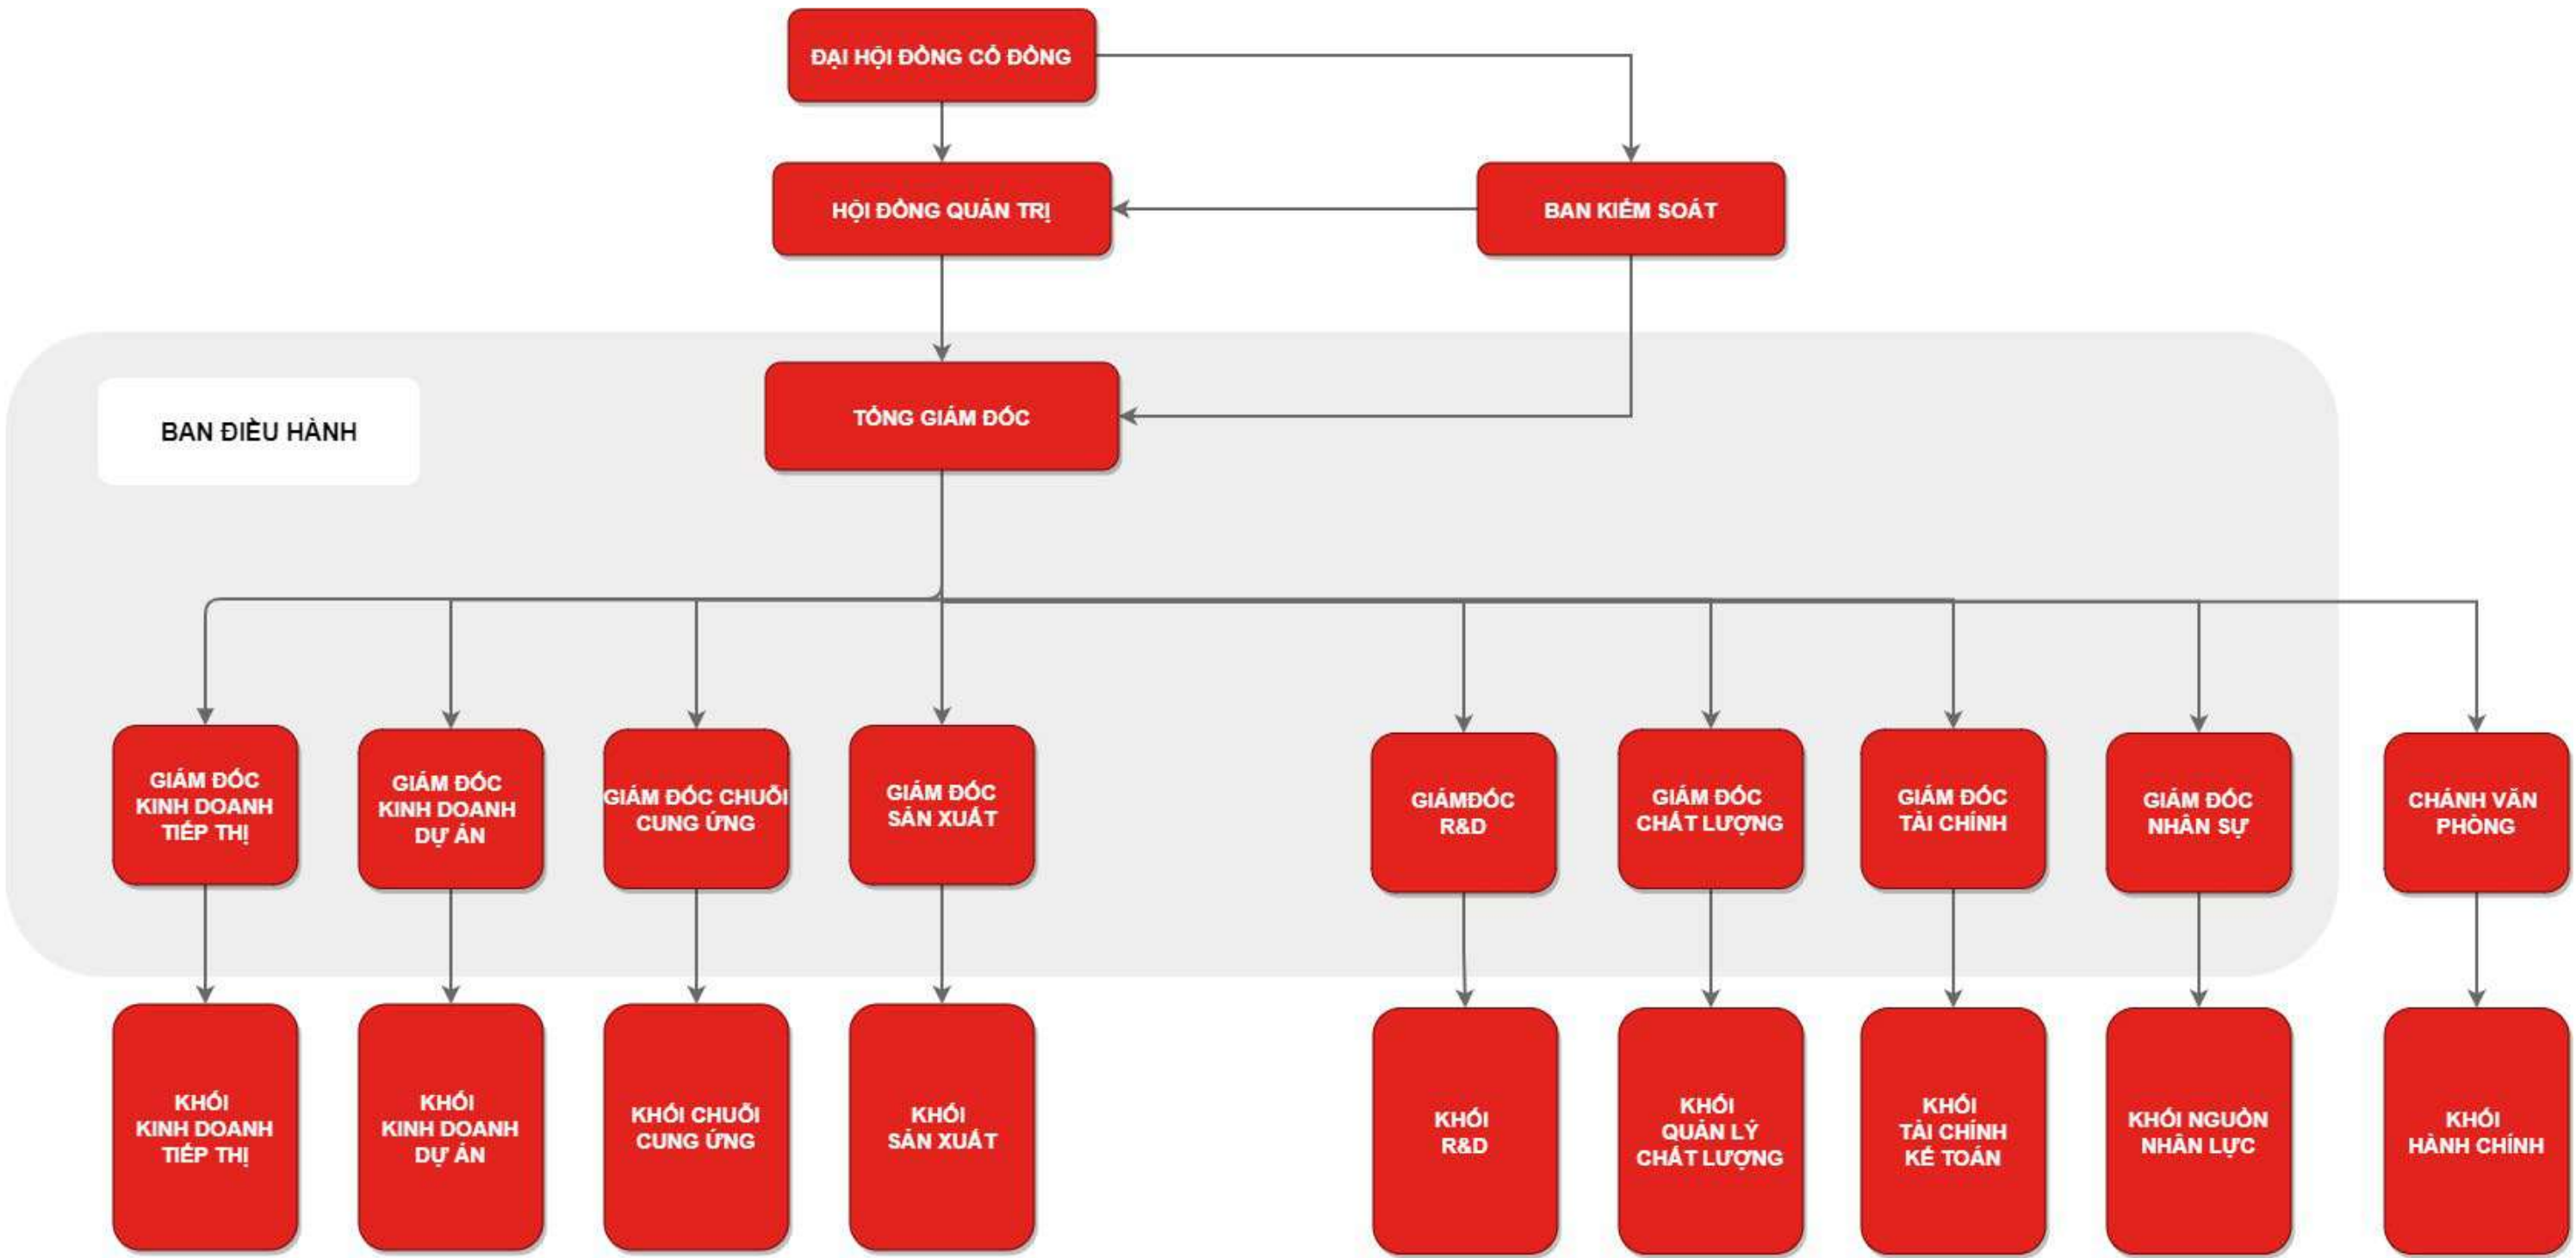 ĐẠI HỘI ĐỒNG CỔ ĐÔNG
HỘI ĐỒNG QUẢN TRỊ
BAN KIỂM SOÁT
BAN ĐIỀU HÀNH
TỔNG GIÁM ĐỐC
GIÁM ĐỐC
KINH DOANH
TIẾP THỊ
GIÁM ĐỐC
KINH DOANH
DỰ ÁN
GIÁM ĐỐC CHUỖI
CUNG ỨNG
GIÁM ĐỐC
SẢN XUẤT
GIÁMĐỐC
R&D
GIÁM ĐỐC
CHẤT LƯỢNG
GIÁM ĐỐC
TÀI CHÍNH
GIÁM ĐỐC
NHÂN SỰ
CHÁNH VĂN
PHÒNG
KHỐI
KINH DOANH
TIẾP THỊ
KHỐI
KINH DOANH
DỰ ÁN
KHỐI CHUỖI
CUNG ỨNG
KHỐI
SẢN XUẤT
KHỐI
R&D
KHỐI
QUẢN LÝ
CHẤT LƯỢNG
KHỐI
TÀI CHÍNH
KẾ TOÁN
KHỐI NGUỒN
NHÂN LỰC
KHỐI
HÀNH CHÍNH